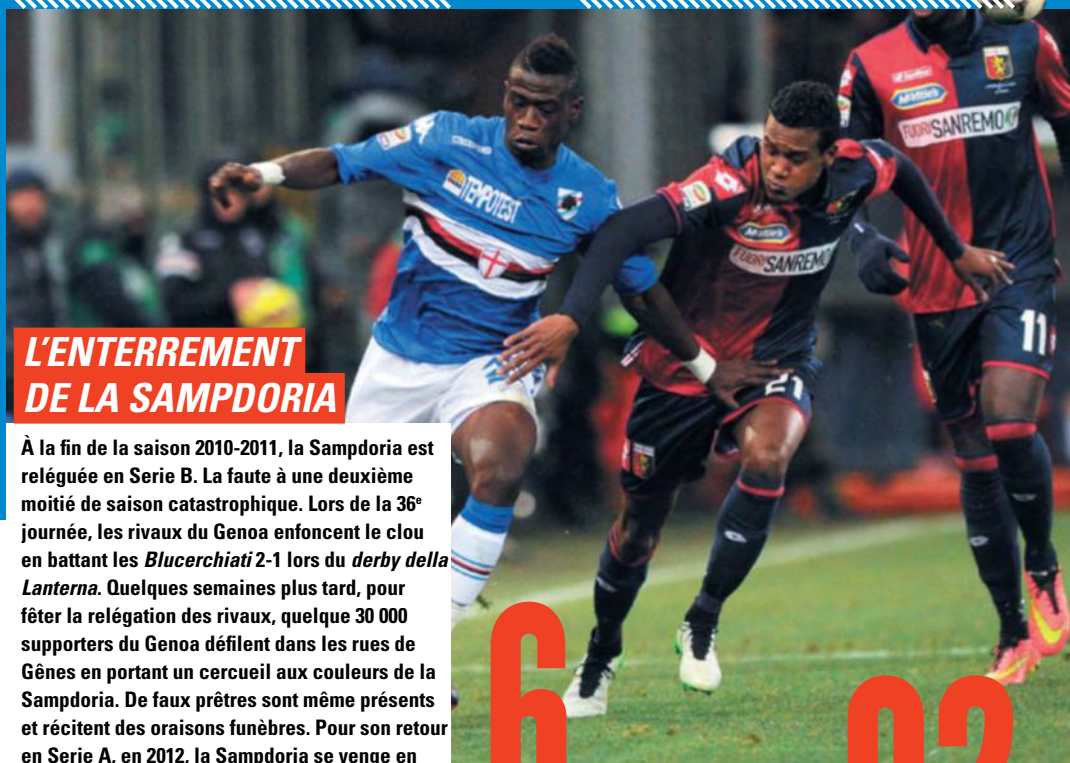 L'ENTERREMENT
DE LA SAMPDORIA
À la fin de la saison 2010-2011, la Sampdoria est
reléguée en Serie B. La faute à une deuxième
moitié de saison catastrophique. Lors de la 36e
journée, les rivaux du Genoa enfoncent le clou
en battant les Blucerchiati 2-1 lors du derby della
Lanterna. Quelques semaines plus tard, pour
fêter la relégation des rivaux, quelque 30 000
supporters du Genoa défilent dans les rues de
Gênes en portant un cercueil aux couleurs de la
Sampdoria. De faux prêtres sont même présents
et récitent des oraisons funèbres. Pour son retour
en Serie A, en 2012, la Sampdoria se venge en
TEMPOTEST
McVitie's
FUORISANREMO
21
lotto
McVitie's
FUORISANREMO
11
6